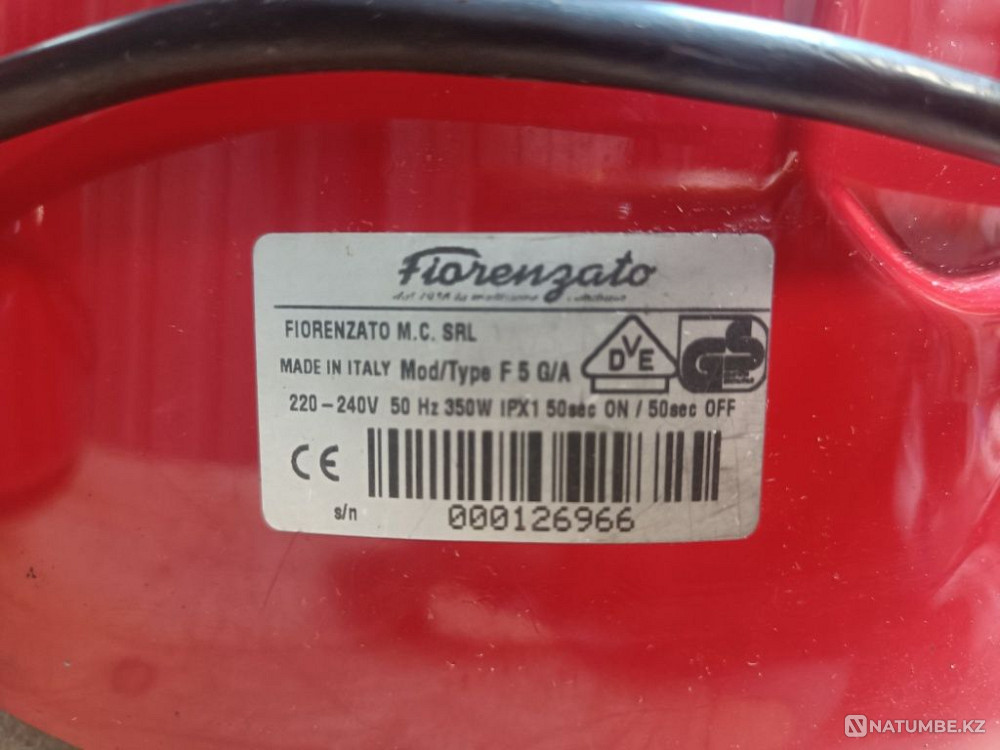 Fiorenzato
FIORENZATO M.C. SRL
DVE
GS
MADE IN ITALY Mod/Type F 5 G/A
220-240V 50 Hz 350W IPX1 50sec ON / 50sec OFF
CE
s/n 000126966
NATUMBE.KZ